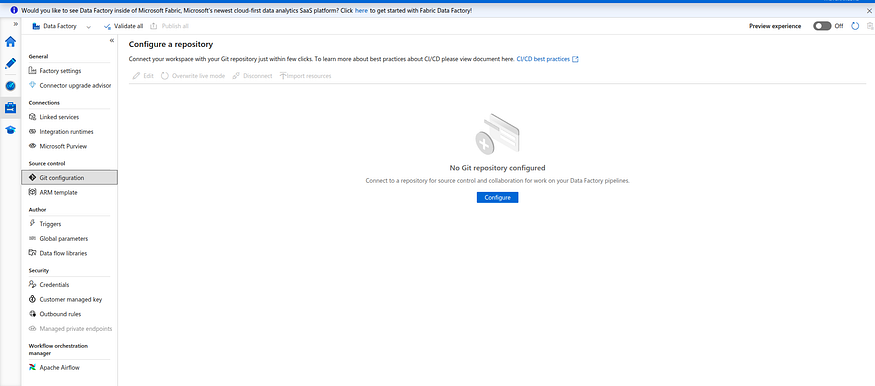 Would you like to see Data Factory inside of Microsoft Fabric, Microsoft's newest cloud-first data analytics SaaS platform? Click here to get started with Fabric Data Factory!
Data Factory
Validate all
Publish all
Preview experience
Off
General
Factory settings
Connector upgrade advisor
Connections
Linked services
Integration runtimes
Microsoft Purview
Source control
Git configuration
ARM template
Author
Triggers
Global parameters
Data flow libraries
Security
Credentials
Customer managed key
Outbound rules
Managed private endpoints
Workflow orchestration
manager
Apache Airflow
Configure a repository
Connect your workspace with your Git repository just within few clicks. To learn more about best practices about CI/CD please view document here. CI/CD best practices
Edit
Overwrite live mode
Disconnect
Import resources
No Git repository configured
Connect to a repository for source control and collaboration for work on your Data Factory pipelines.
Configure